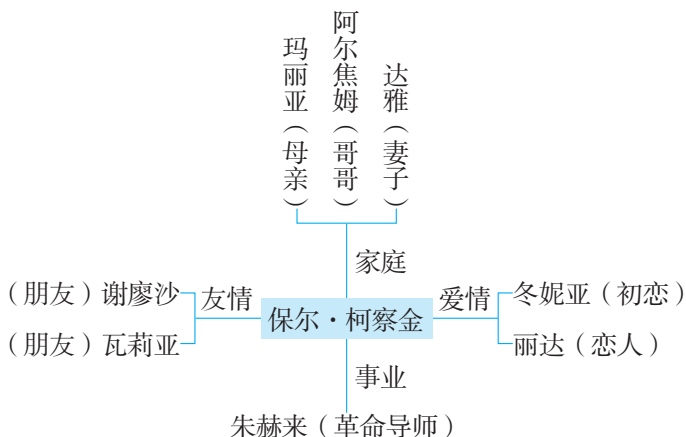 玛丽亚（母亲）
阿尔焦姆（哥哥）
达雅（妻子）
家庭
（朋友）谢廖沙
友情
（朋友）瓦莉亚
保尔·柯察金
爱情
冬妮亚（初恋）
丽达（恋人）
事业
朱赫来（革命导师）